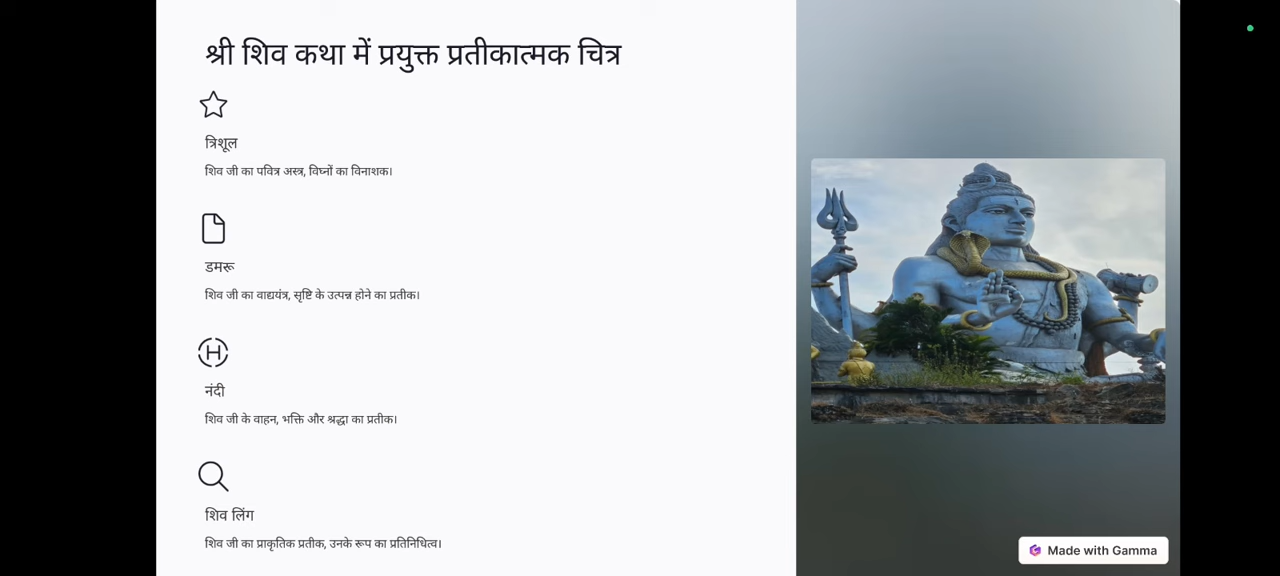 श्री शिव कथा में प्रयुक्त प्रतीकात्मक चित्र
त्रिशूल
शिव जी का पवित्र अस्त्र, विघ्नों का विनाशक।
डमरू
शिव जी का वाद्ययंत्र, सृष्टि के उत्पन्न होने का प्रतीक।
H
नंदी
शिव जी के वाहन, भक्ति और श्रद्धा का प्रतीक।
शिव लिंग
शिव जी का प्राकृतिक प्रतीक, उनके रूप का प्रतिनिधित्व।
Made with Gamma